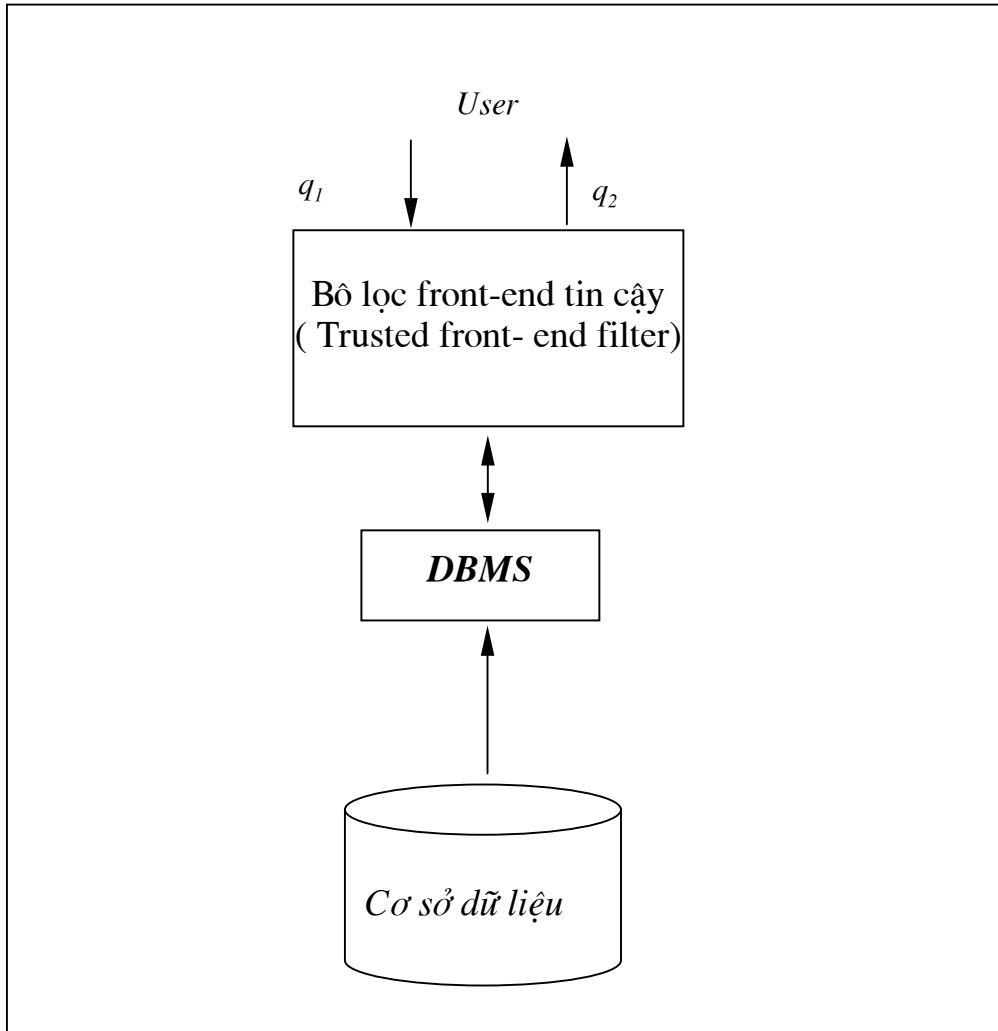 User
q1
q2
Bô lọc front-end tin cậy
( Trusted front- end filter)
DBMS
Cơ sở dữ liệu